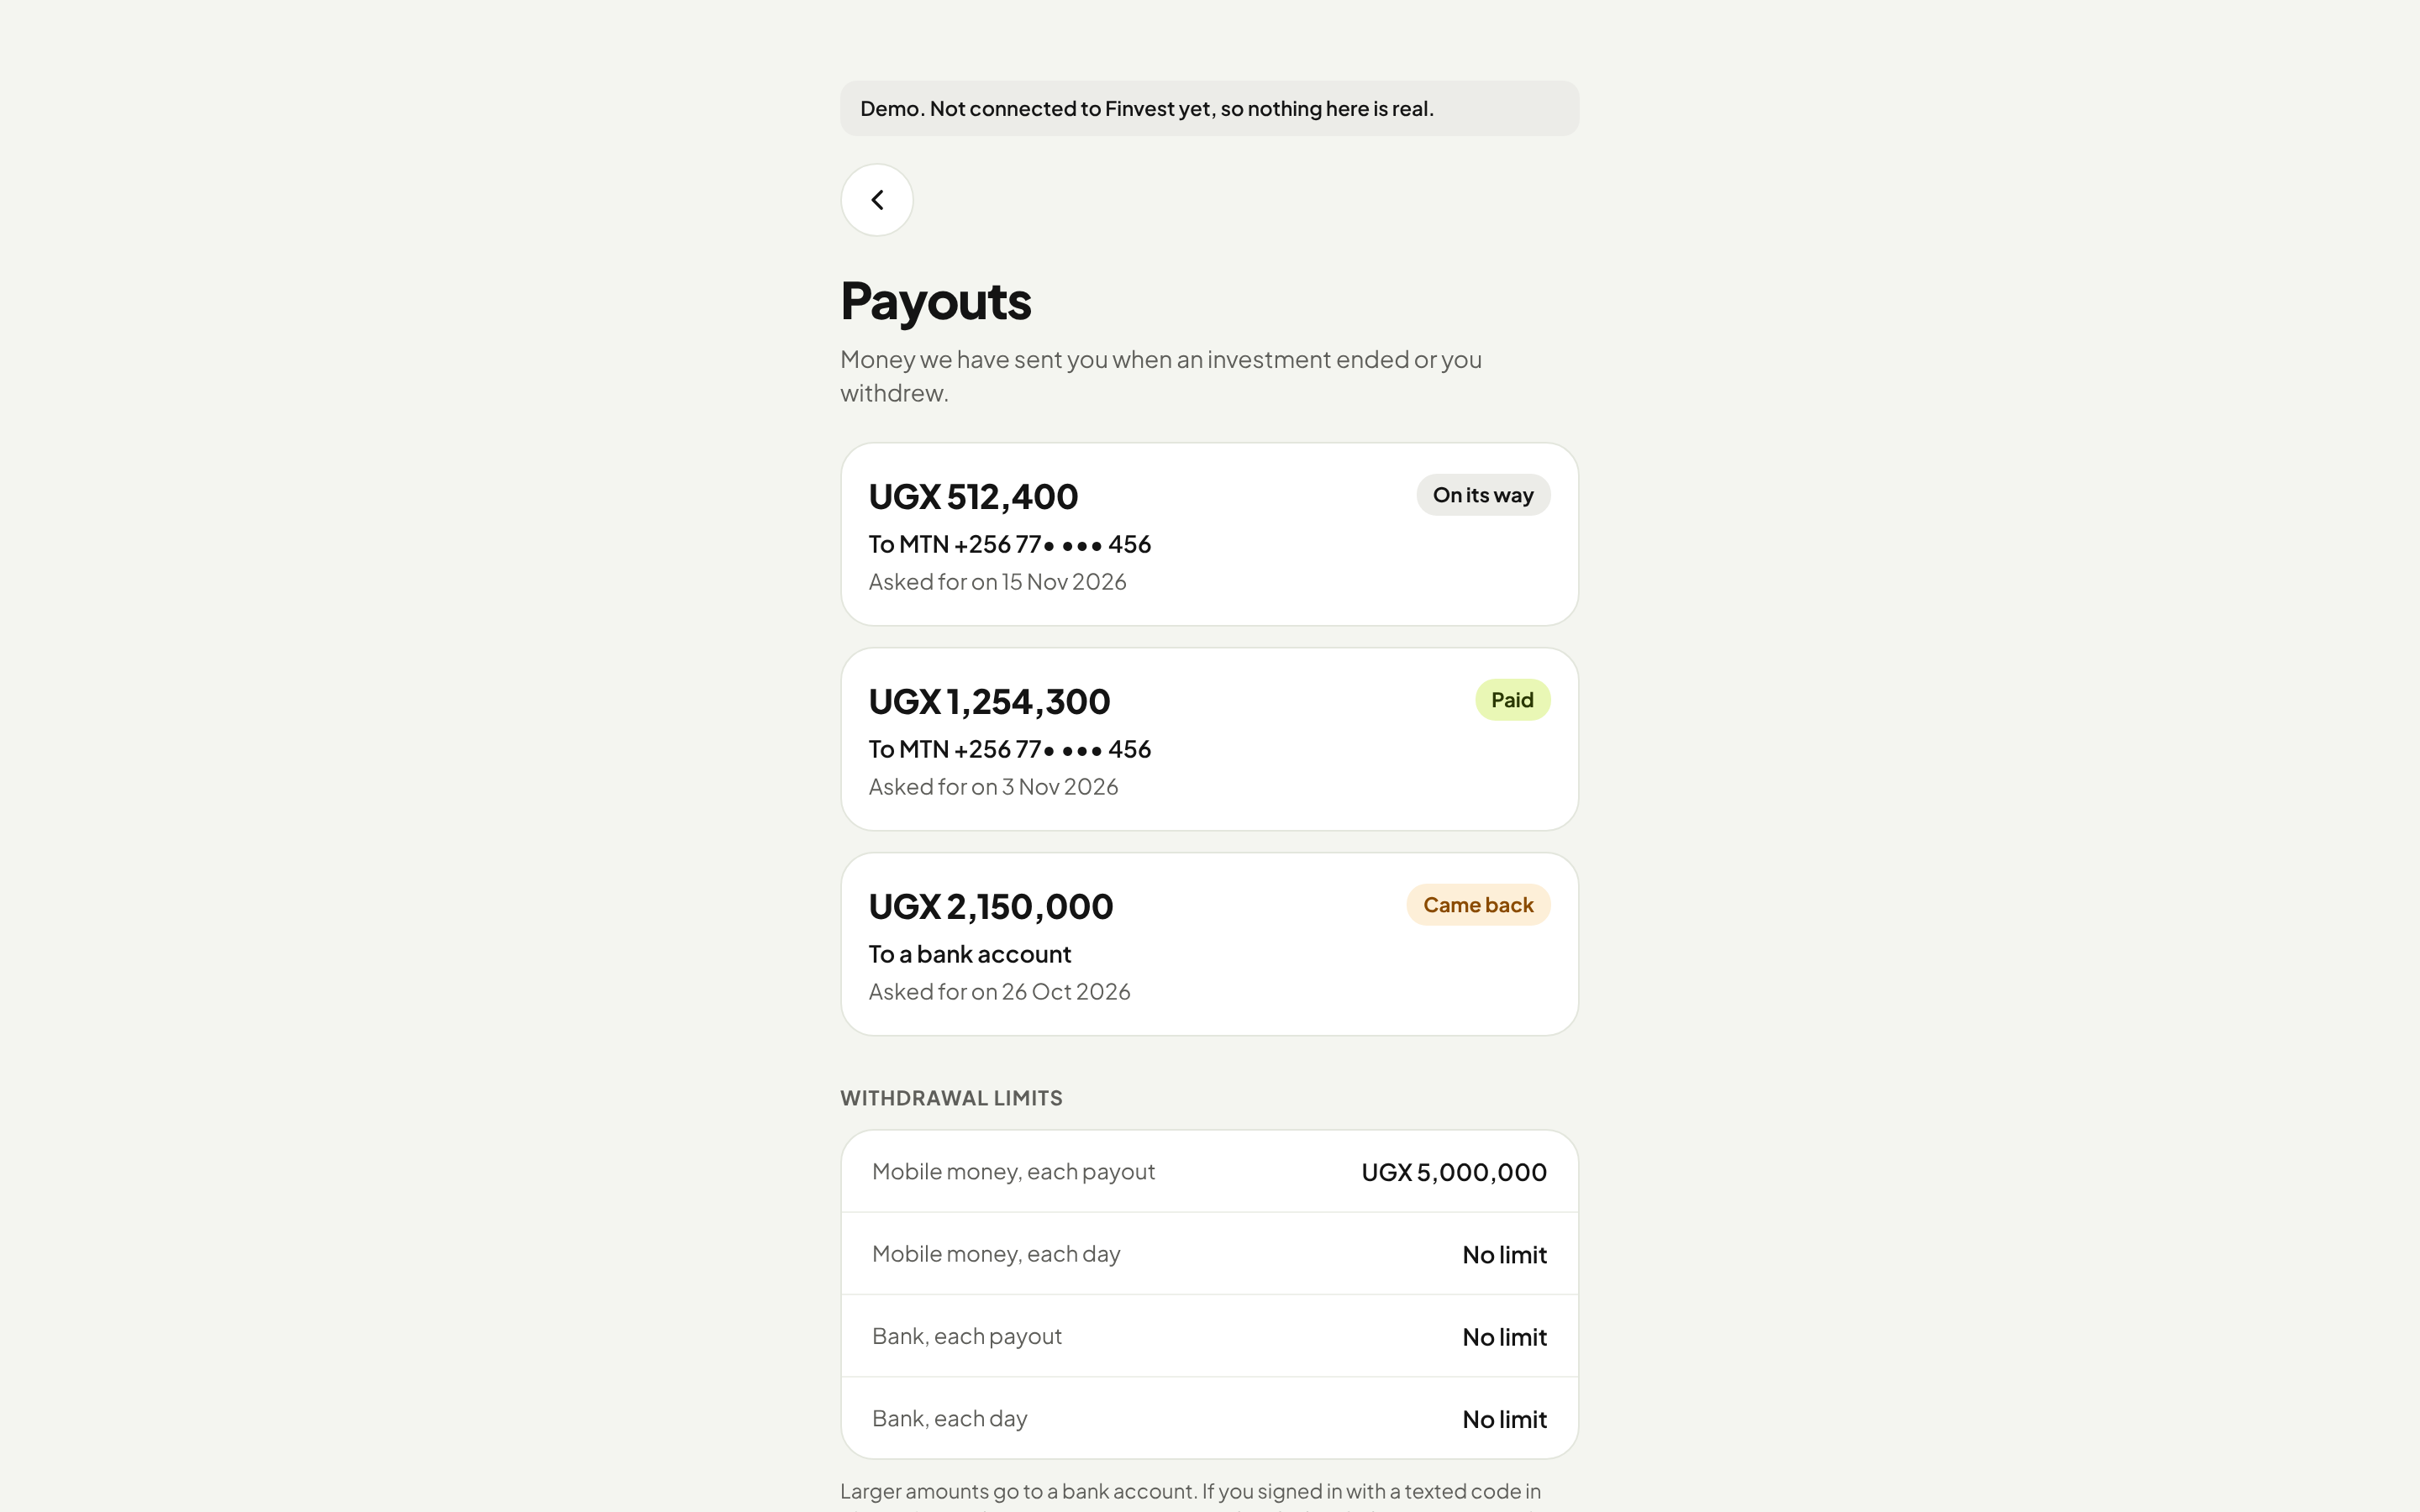 Demo. Not connected to Finvest yet, so nothing here is real.
Payouts
Money we have sent you when an investment ended or you
withdrew.
UGX 512,400
On its way
To MTN +256 77• ••• 456
Asked for on 15 Nov 2026
UGX 1,254,300
Paid
To MTN +256 77• ••• 456
Asked for on 3 Nov 2026
UGX 2,150,000
Came back
To a bank account
Asked for on 26 Oct 2026
WITHDRAWAL LIMITS
Mobile money, each payout
UGX 5,000,000
Mobile money, each day
No limit
Bank, each payout
No limit
Bank, each day
No limit
Larger amounts go to a bank account. If you signed in with a texted code in